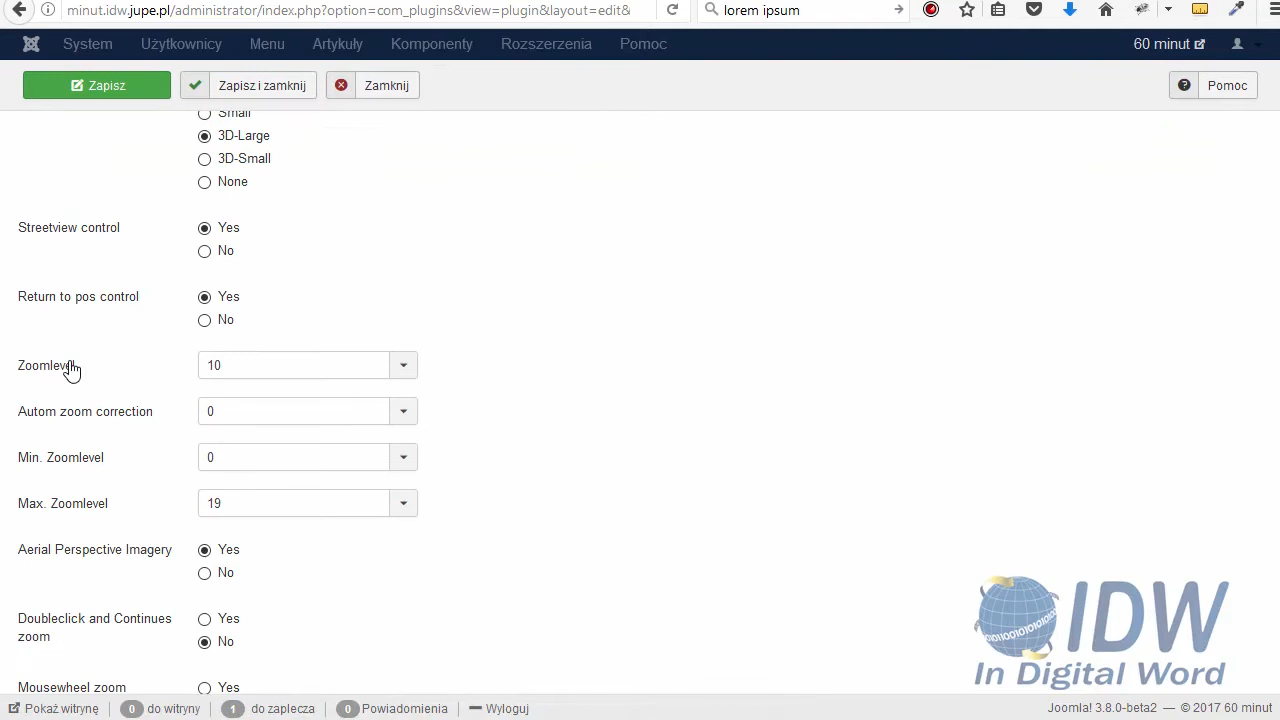 minut.idw.jupe.pl/administrator/index.php?option=com_plugins&view=plugin&layout=edit&
lorem ipsum
System Użytkownicy Menu Artykuły Komponenty Rozszerzenia Pomoc 60 minut
Zapisz Zapisz i zamknij Zamknij Pomoc
Small
3D-Large
3D-Small
None
Streetview control Yes
No
Return to pos control Yes
No
Zoomlevel 10
Autom zoom correction 0
Min. Zoomlevel 0
Max. Zoomlevel 19
Aerial Perspective Imagery Yes
No
Doubleclick and Continues zoom Yes
No
Mousewheel zoom Yes
IDW
In Digital Word
Pokaż witrynę 0 do witryny 1 do zaplecza 0 Powiadomienia Wyloguj Joomla! 3.8.0-beta2 — © 2017 60 minut